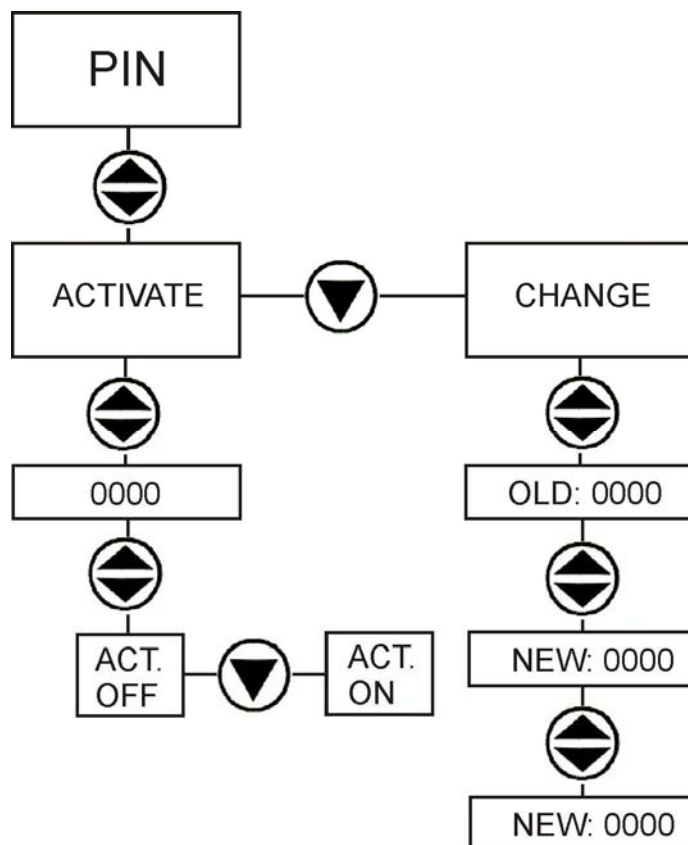 PIN
ACTIVATE
CHANGE
0000
OLD: 0000
ACT.
OFF
ACT.
ON
NEW: 0000
NEW: 0000